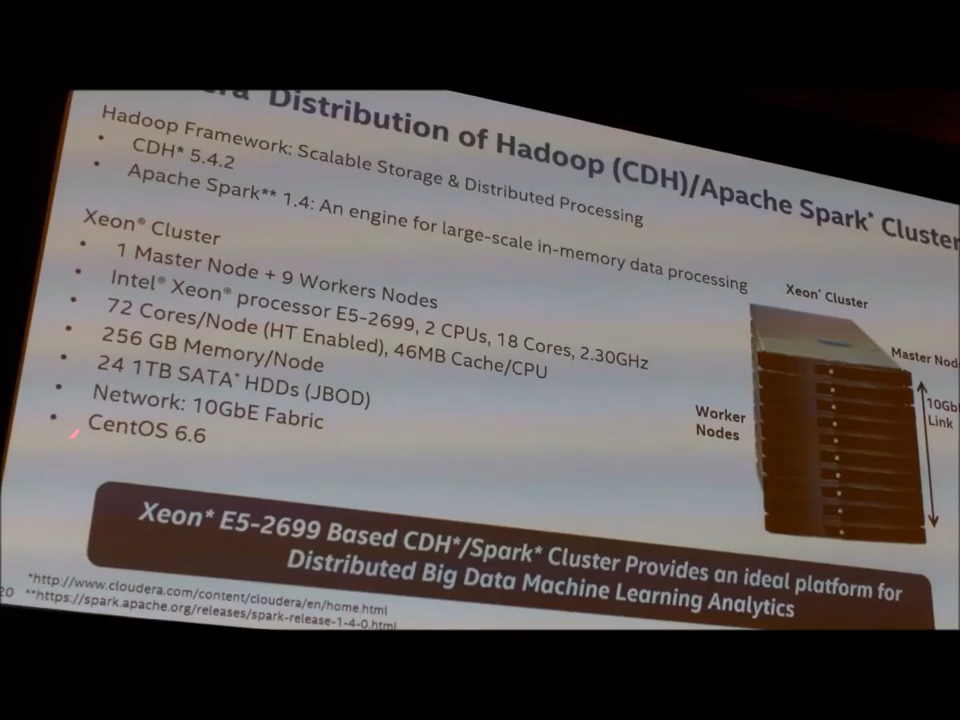 Distribution of Hadoop (CDH)/Apache Spark* Cluster
Hadoop Framework: Scalable Storage & Distributed Processing
• CDH* 5.4.2
• Apache Spark** 1.4: An engine for large-scale in-memory data processing
Xeon® Cluster
• 1 Master Node + 9 Workers Nodes
• Intel® Xeon® processor E5-2699, 2 CPUs, 18 Cores, 2.30GHz
• 72 Cores/Node (HT Enabled), 46MB Cache/CPU
• 256 GB Memory/Node
• 24 1TB SATA* HDDs (JBOD)
• Network: 10GbE Fabric
• CentOS 6.6
Xeon* Cluster
Master Nod
10Gb
Link
Worker
Nodes
Xeon* E5-2699 Based CDH*/Spark* Cluster Provides an ideal platform for
Distributed Big Data Machine Learning Analytics
*http://www.cloudera.com/content/cloudera/en/home.html
20 **https://spark.apache.org/releases/spark-release-1-4-0.html